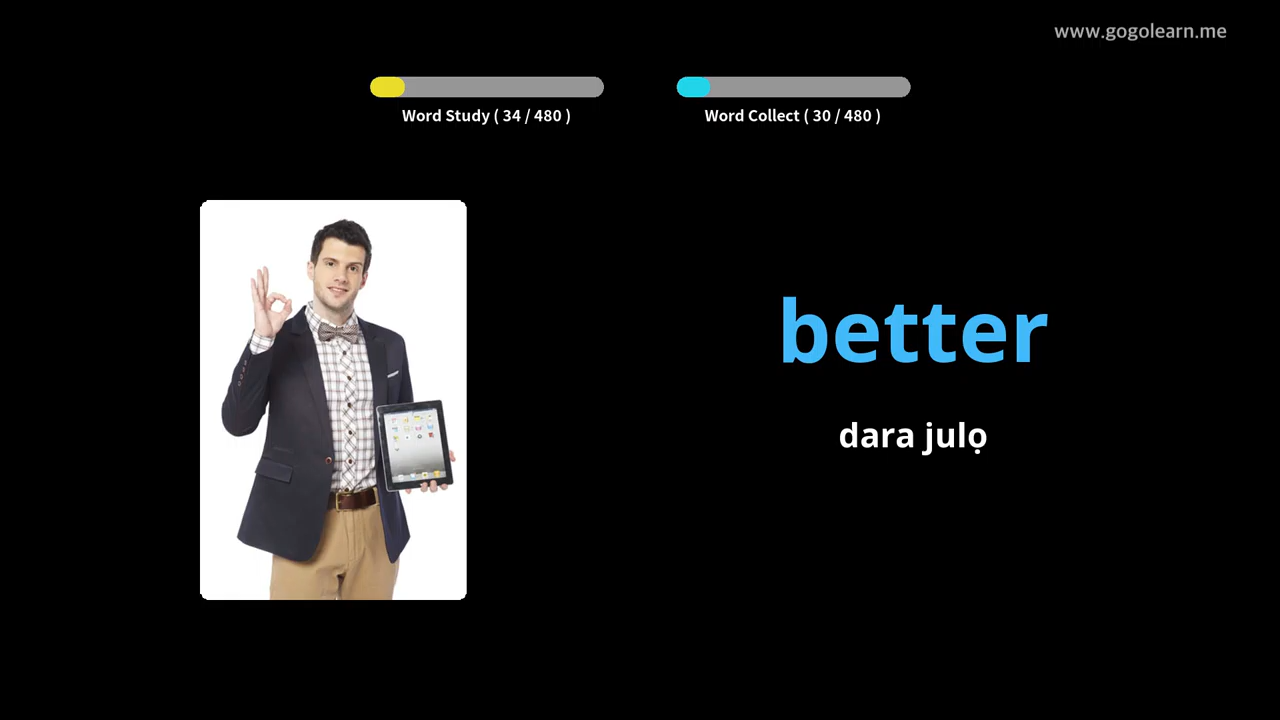 www.gogolearn.me
Word Study ( 34 / 480 )
Word Collect ( 30 / 480 )
better
dara julọ